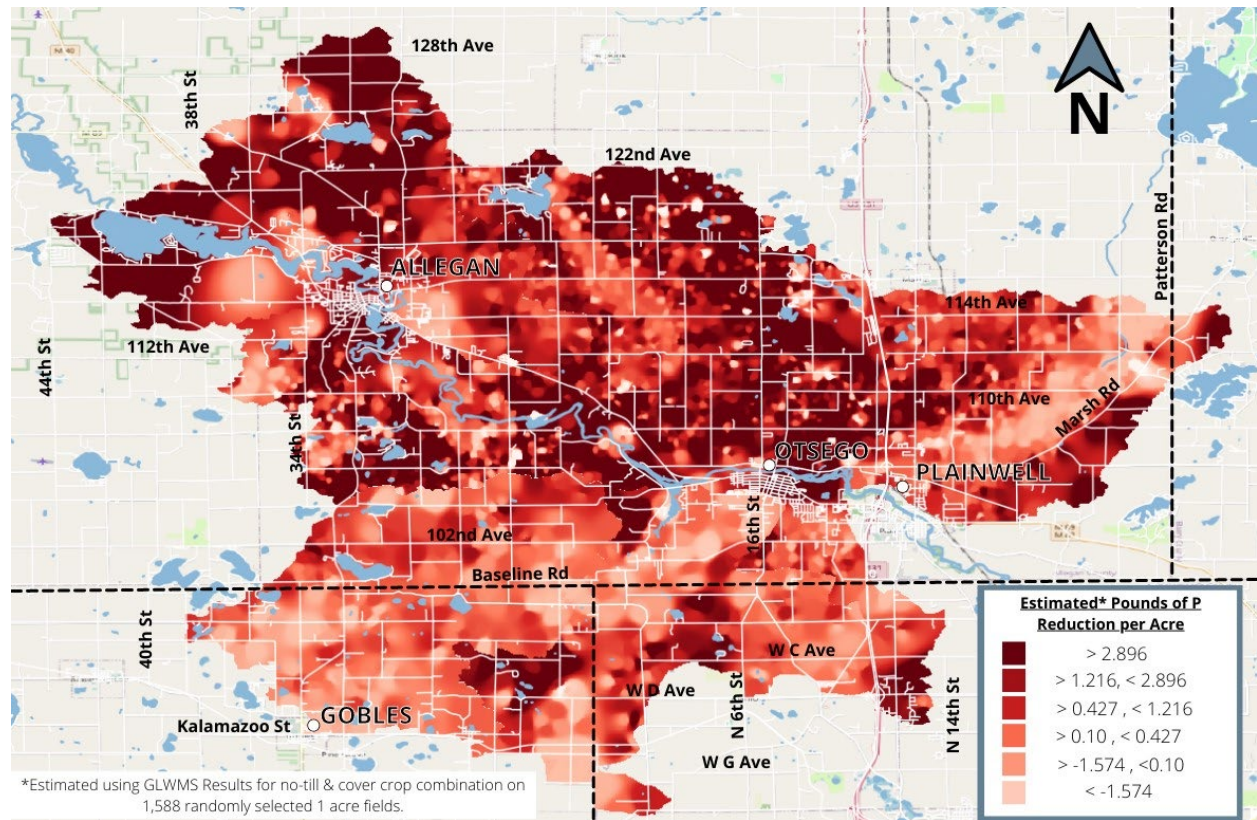 128th Ave
38th St
N
122nd Ave
Patterson Rd
ALLEGAN
114th Ave
112th Ave
44th St
110th Ave
Marsh Rd
34th St
OTSEGO
PLAINWELL
16th St
102nd Ave
Baseline Rd
40th St
W C Ave
W D Ave
N 6th St
N 14th St
GOBLES
Kalamazoo St
W G Ave
Estimated* Pounds of P
Reduction per Acre
> 2.896
> 1.216, < 2.896
> 0.427 , < 1.216
> 0.10 , < 0.427
> -1.574 , <0.10
< -1.574
*Estimated using GLWMS Results for no-till & cover crop combination on
1,588 randomly selected 1 acre fields.